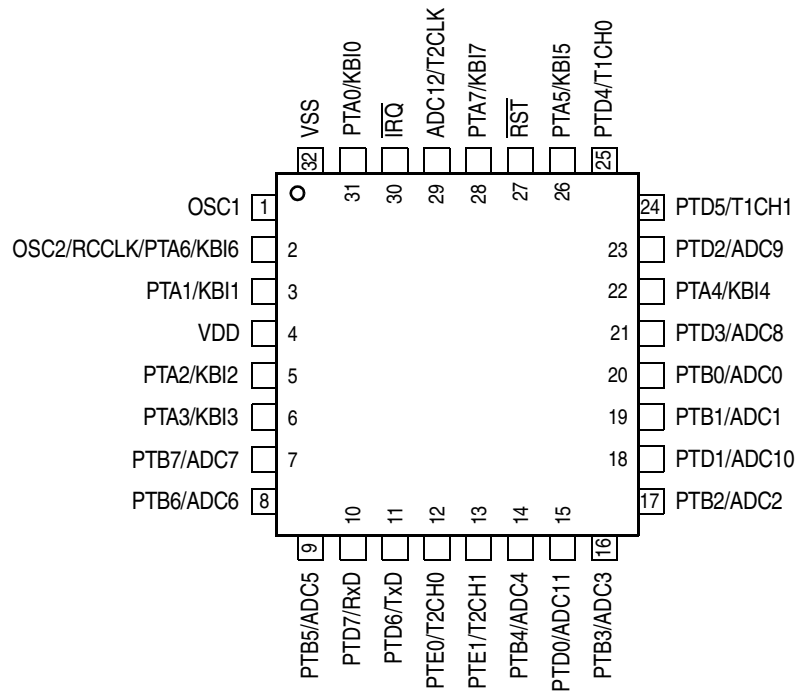 VSS
PTA0/KBI0
IRQ
ADC12/T2CLK
PTA7/KBI7
RST
PTA5/KBI5
PTD4/T1CH0
32
31
30
29
28
27
26
25
OSC1
1
OSC2/RCCLK/PTA6/KBI6
2
PTA1/KBI1
3
VDD
4
PTA2/KBI2
5
PTA3/KBI3
6
PTB7/ADC7
7
PTB6/ADC6
8
24
PTD5/T1CH1
23
PTD2/ADC9
22
PTA4/KBI4
21
PTD3/ADC8
20
PTB0/ADC0
19
PTB1/ADC1
18
PTD1/ADC10
17
PTB2/ADC2
9
10
11
12
13
14
15
16
PTB5/ADC5
PTD7/RxD
PTD6/TxD
PTE0/T2CH0
PTE1/T2CH1
PTB4/ADC4
PTD0/ADC11
PTB3/ADC3